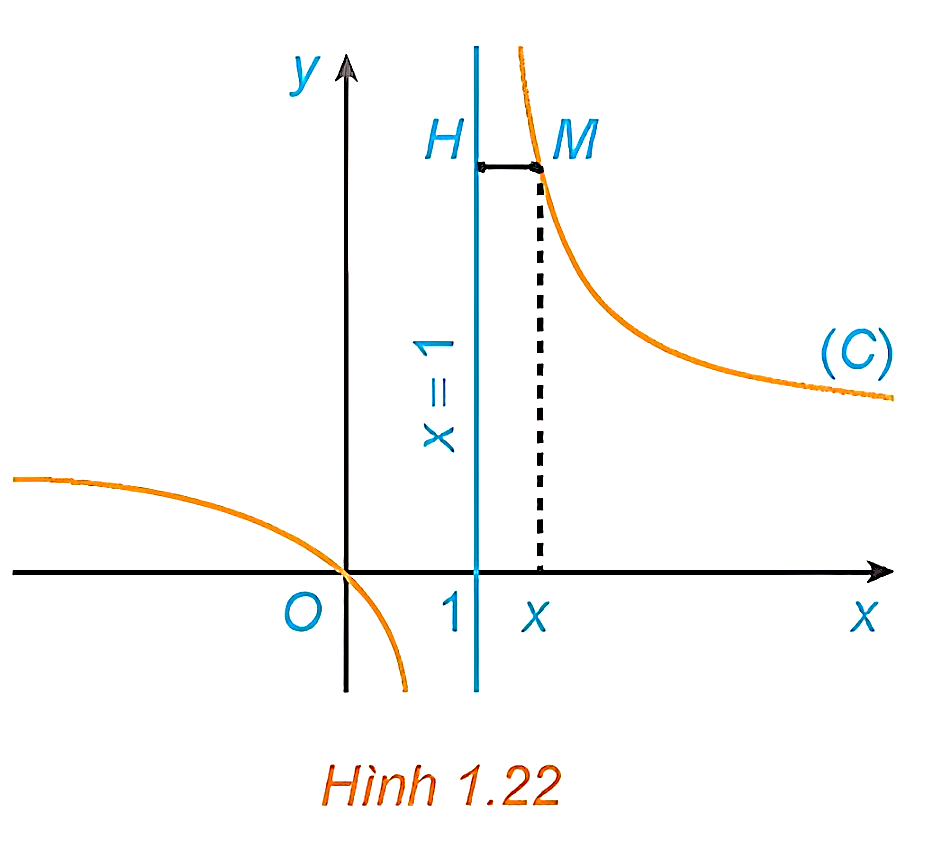 y
H M
x = 1
(C)
O 1 x x
Hình 1.22